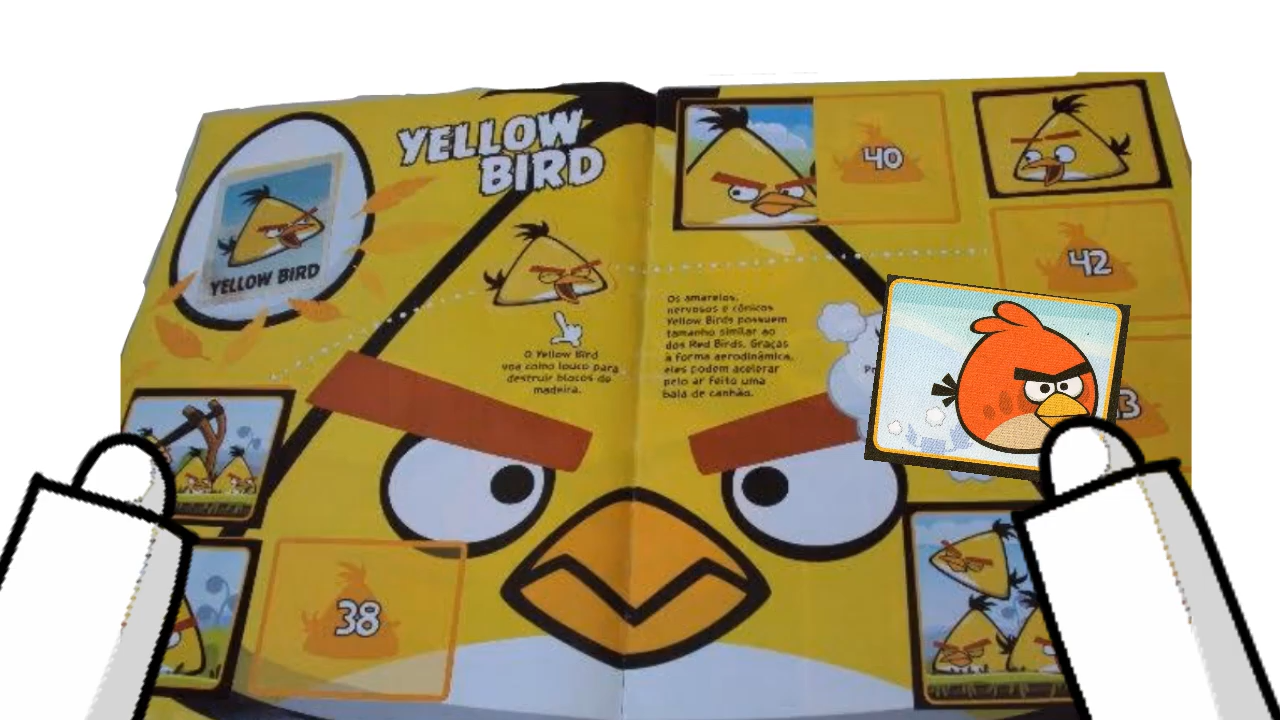 YELLOW
BIRD
YELLOW BIRD
O Yellow Bird
voa como louco para
destruir blocos de
madeira.
40
42
Os amarelos,
nervosos e cônicos
Yellow Birds possuem
tamanho similar ao
dos Red Birds. Graças
à forma aerodinâmica,
eles podem acelerar
pelo ar feito uma
bala de canhão.
38